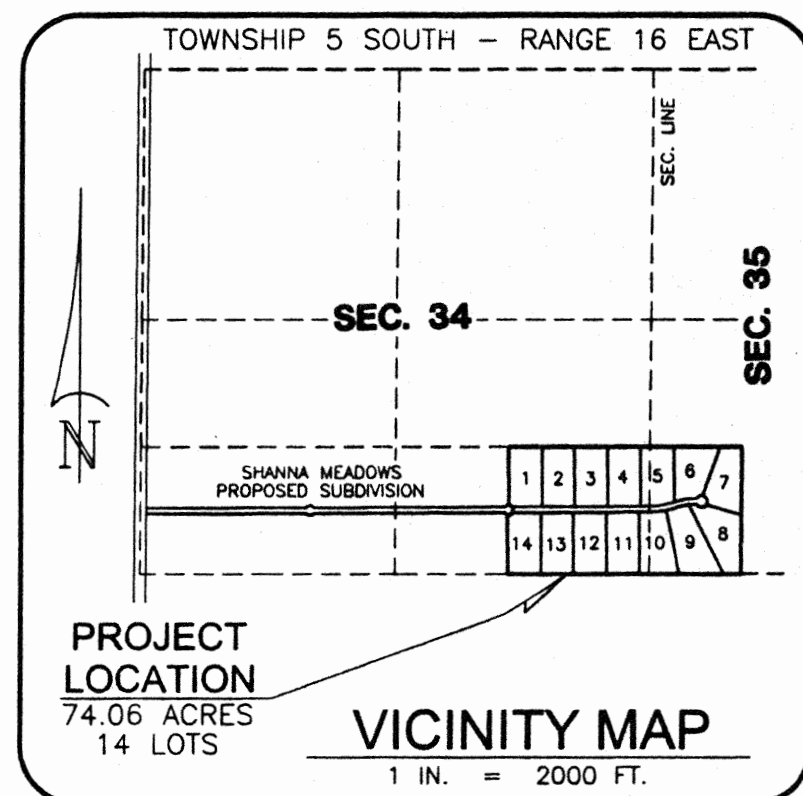 TOWNSHIP 5 SOUTH – RANGE 16 EAST
SEC. LINE
SEC. 35
SEC. 34
N
SHANNA MEADOWS
PROPOSED SUBDIVISION
1 2 3 4 5 6 7
14 13 12 11 10 9 8
PROJECT
LOCATION
74.06 ACRES
14 LOTS
VICINITY MAP
1 IN. = 2000 FT.